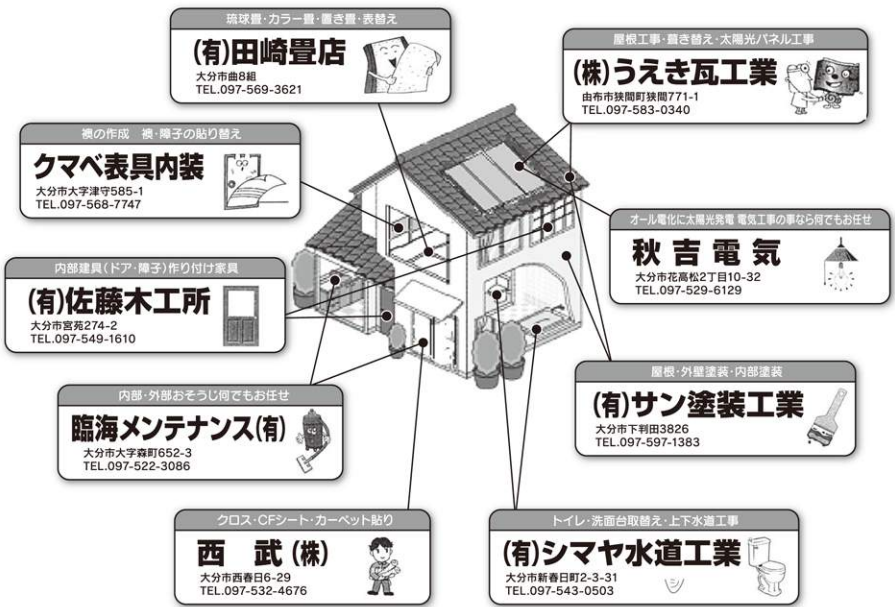 琉球畳・カラー畳・置き畳・表替え
(有)田崎畳店
大分市曲8組
TEL.097-569-3621
屋根工事・葺き替え・太陽光パネル工事
(株)うえき瓦工業
由布市狭間町狭間771-1
TEL.097-583-0340
襖の作成 襖・障子の貼り替え
クマベ表具内装
大分市大字津守585-1
TEL.097-568-7747
オール電化に太陽光発電 電気工事の事なら何でもお任せ
秋吉電気
大分市花高松2丁目10-32
TEL.097-529-6129
内部建具(ドア・障子)作り付け家具
(有)佐藤木工所
大分市宮苑274-2
TEL.097-549-1610
屋根・外壁塗装・内部塗装
(有)サン塗装工業
大分市下判田3826
TEL.097-597-1383
内部・外部おそうじ何でもお任せ
臨海メンテナンス(有)
大分市大字森町652-3
TEL.097-522-3086
クロス・CFシート・カーペット貼り
西 武 (株)
大分市西春日6-29
TEL.097-532-4676
トイレ・洗面台取替え・上下水道工事
(有)シマヤ水道工業
大分市新春日町2-3-31
TEL.097-543-0503